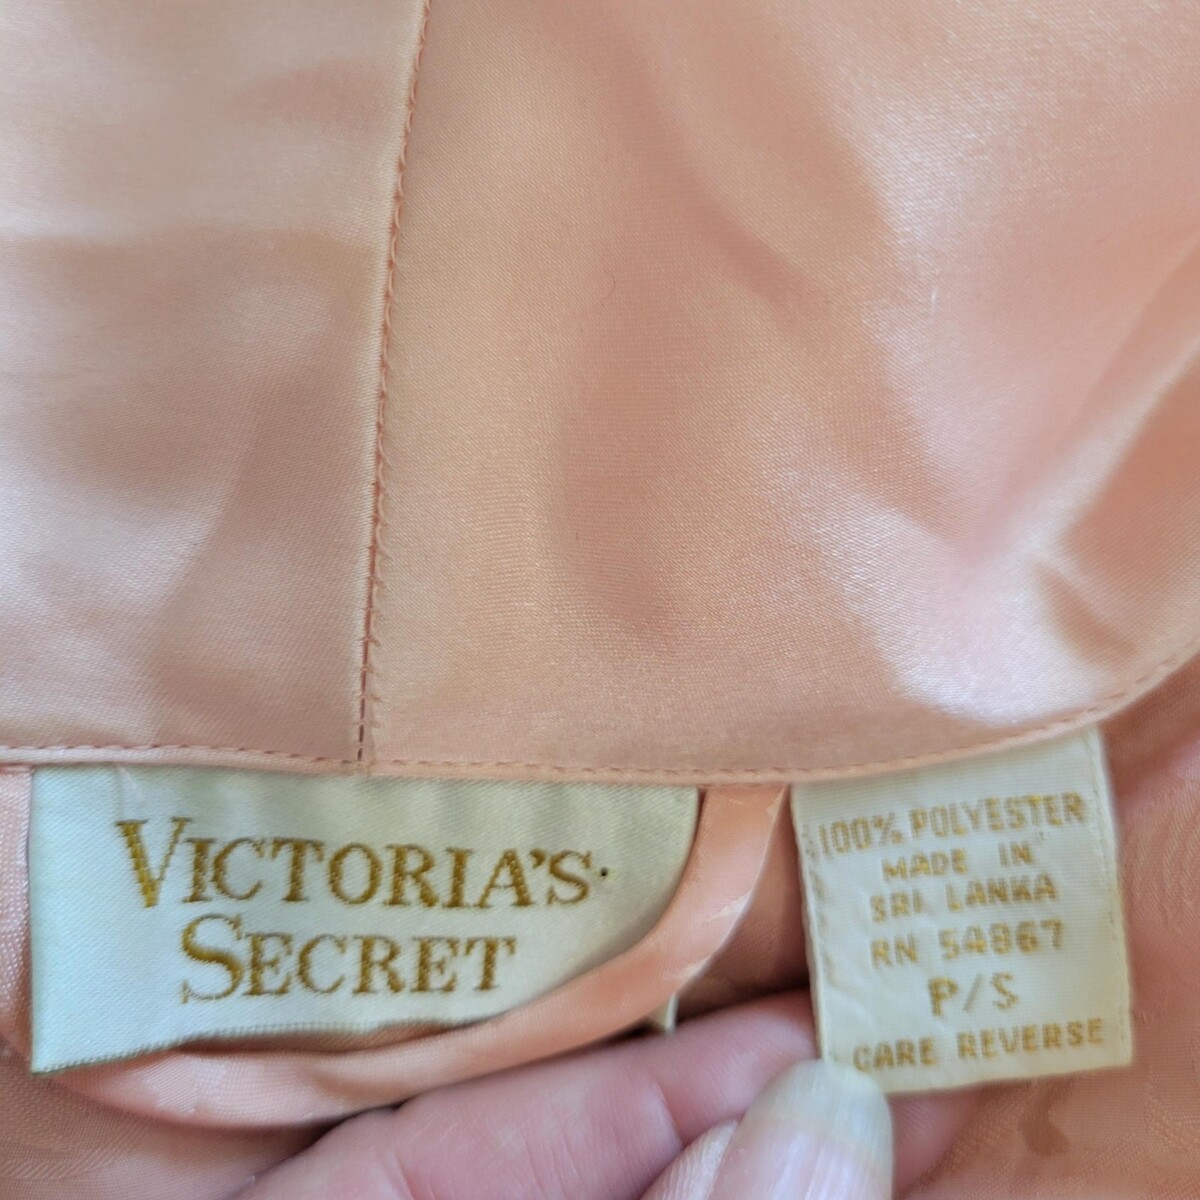 VICTORIA'S
SECRET
100% POLYESTER
MADE IN
SRI LANKA
RN 54867
P/S
CARE REVERSE